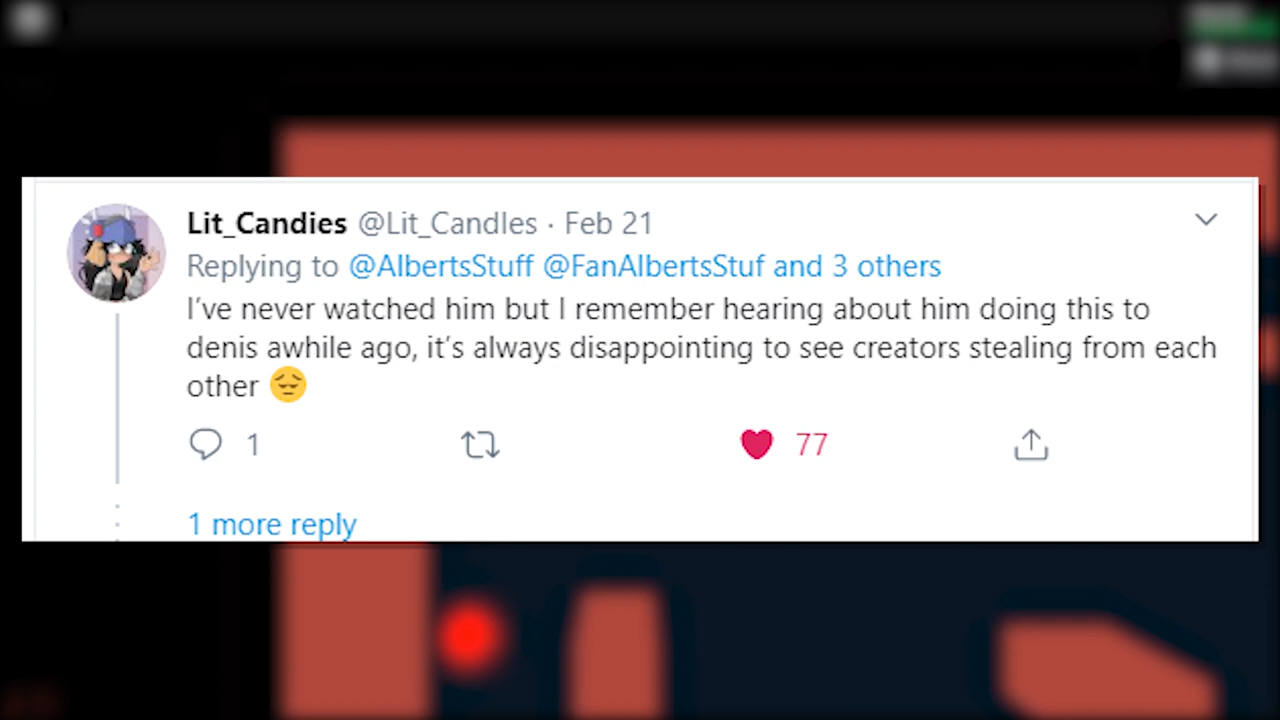 Lit_Candies @Lit_Candles · Feb 21
Replying to @AlbertsStuff @FanAlbertsStuf and 3 others
I’ve never watched him but I remember hearing about him doing this to
denis awhile ago, it’s always disappointing to see creators stealing from each
other 😔
1 77
1 more reply